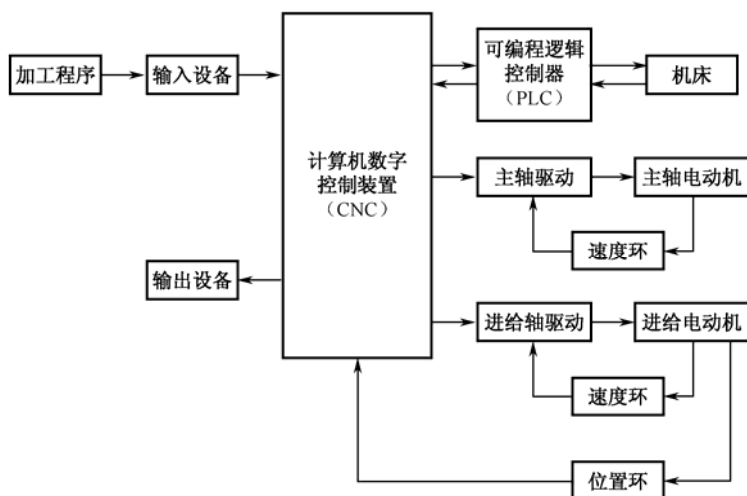 加工程序
输入设备
计算机数字
控制装置
（CNC）
可编程逻辑
控制器
（PLC）
机床
主轴驱动
主轴电动机
速度环
输出设备
进给轴驱动
进给电动机
速度环
位置环